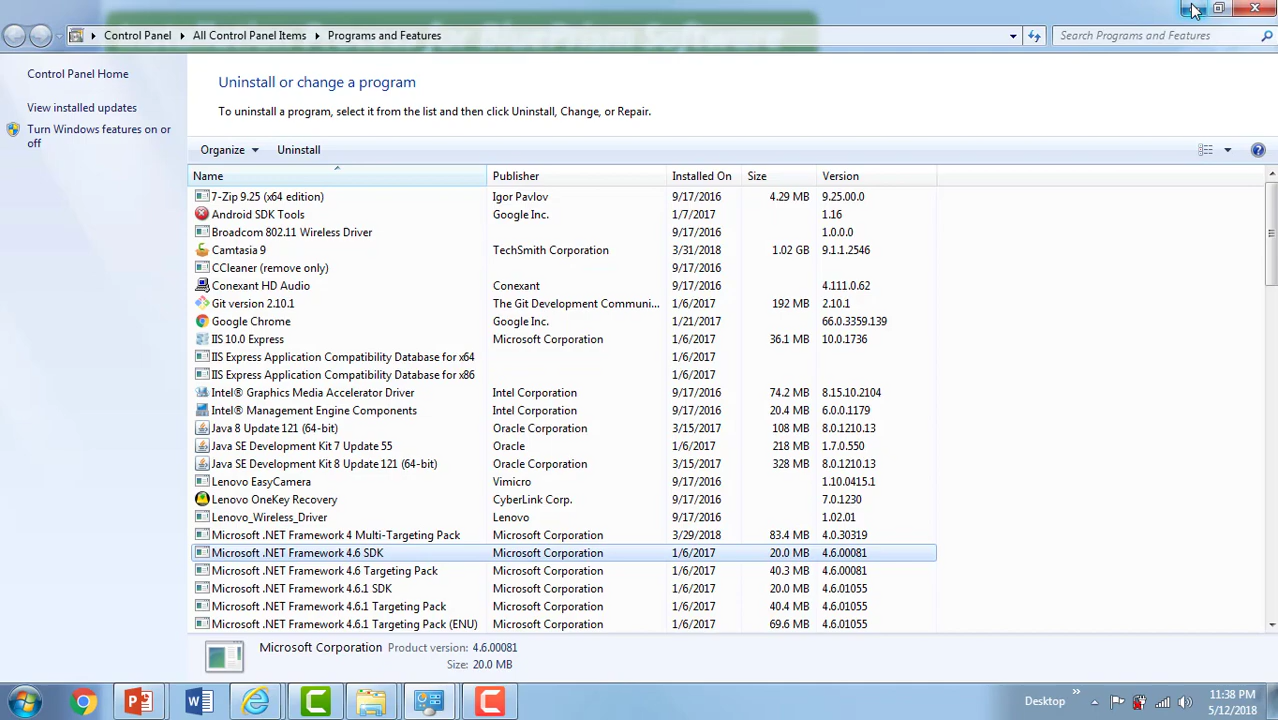 Control Panel All Control Panel Items Programs and Features Search Programs and Features
Control Panel Home
View installed updates
Turn Windows features on or off
Uninstall or change a program
To uninstall a program, select it from the list and then click Uninstall, Change, or Repair.
Organize Uninstall
Name Publisher Installed On Size Version
7-Zip 9.25 (x64 edition) Igor Pavlov 9/17/2016 4.29 MB 9.25.00.0
Android SDK Tools Google Inc. 1/7/2017 1.16
Broadcom 802.11 Wireless Driver 9/17/2016 1.0.0.0
Camtasia 9 TechSmith Corporation 3/31/2018 1.02 GB 9.1.1.2546
CCleaner (remove only) 9/17/2016
Conexant HD Audio Conexant 9/17/2016 4.111.0.62
Git version 2.10.1 The Git Development Communi... 1/6/2017 192 MB 2.10.1
Google Chrome Google Inc. 1/21/2017 66.0.3359.139
IIS 10.0 Express Microsoft Corporation 1/6/2017 36.1 MB 10.0.1736
IIS Express Application Compatibility Database for x64 1/6/2017
IIS Express Application Compatibility Database for x86 1/6/2017
Intel® Graphics Media Accelerator Driver Intel Corporation 9/17/2016 74.2 MB 8.15.10.2104
Intel® Management Engine Components Intel Corporation 9/17/2016 20.4 MB 6.0.0.1179
Java 8 Update 121 (64-bit) Oracle Corporation 3/15/2017 108 MB 8.0.1210.13
Java SE Development Kit 7 Update 55 Oracle 1/6/2017 218 MB 1.7.0.550
Java SE Development Kit 8 Update 121 (64-bit) Oracle Corporation 3/15/2017 328 MB 8.0.1210.13
Lenovo EasyCamera Vimicro 9/17/2016 1.10.0415.1
Lenovo OneKey Recovery CyberLink Corp. 9/17/2016 7.0.1230
Lenovo_Wireless_Driver Lenovo 9/17/2016 1.02.01
Microsoft .NET Framework 4 Multi-Targeting Pack Microsoft Corporation 3/29/2018 83.4 MB 4.0.30319
Microsoft .NET Framework 4.6 SDK Microsoft Corporation 1/6/2017 20.0 MB 4.6.00081
Microsoft .NET Framework 4.6 Targeting Pack Microsoft Corporation 1/6/2017 40.3 MB 4.6.00081
Microsoft .NET Framework 4.6.1 SDK Microsoft Corporation 1/6/2017 20.0 MB 4.6.01055
Microsoft .NET Framework 4.6.1 Targeting Pack Microsoft Corporation 1/6/2017 40.4 MB 4.6.01055
Microsoft .NET Framework 4.6.1 Targeting Pack (ENU) Microsoft Corporation 1/6/2017 69.6 MB 4.6.01055
Microsoft Corporation Product version: 4.6.00081
Size: 20.0 MB
Desktop 11:38 PM
5/12/2018